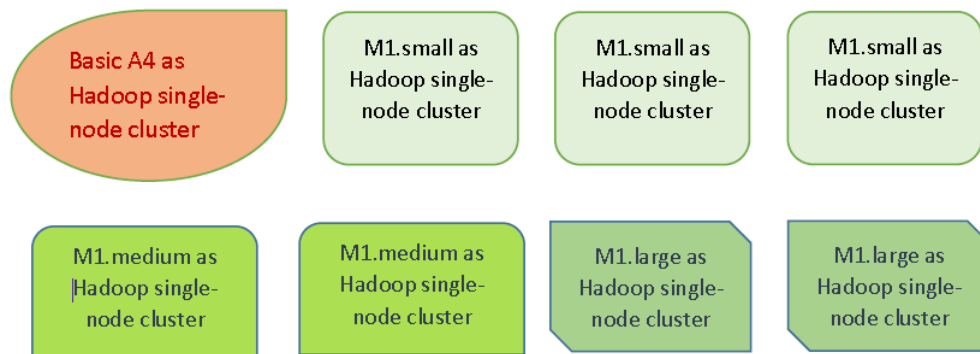 Basic A4 as
Hadoop single-
node cluster
M1.small as
Hadoop single-
node cluster
M1.small as
Hadoop single-
node cluster
M1.small as
Hadoop single-
node cluster
M1.medium as
Hadoop single-
node cluster
M1.medium as
Hadoop single-
node cluster
M1.large as
Hadoop single-
node cluster
M1.large as
Hadoop single-
node cluster